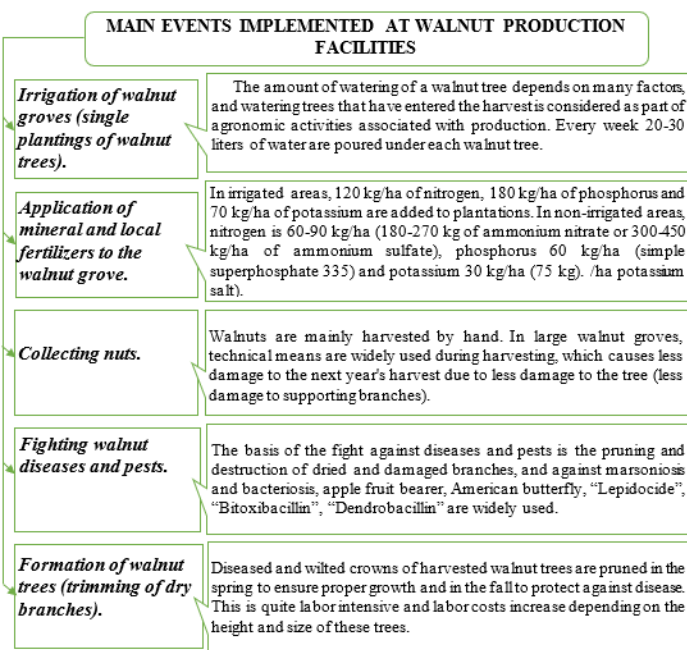 MAIN EVENTS IMPLEMENTED AT WALNUT PRODUCTION
FACILITIES
Irrigation of walnut
groves (single
plantings of walnut
trees).
The amount of watering of a walnut tree depends on many factors,
and watering trees that have entered the harvest is considered as part of
agronomic activities associated with production. Every week 20-30
liters of water are poured under each walnut tree.
Application of
mineral and local
fertilizers to the
walnut grove.
In irrigated areas, 120 kg/ha of nitrogen, 180 kg/ha of phosphorus and
70 kg/ha of potassium are added to plantations. In non-irrigated areas,
nitrogen is 60-90 kg/ha (180-270 kg of ammonium nitrate or 300-450
kg/ha of ammonium sulfate), phosphorus 60 kg/ha (simple
superphosphate 335) and potassium 30 kg/ha (75 kg). /ha potassium
salt).
Collecting nuts.
Walnuts are mainly harvested by hand. In large walnut groves,
technical means are widely used during harvesting, which causes less
damage to the next year's harvest due to less damage to the tree (less
damage to supporting branches).
Fighting walnut
diseases and pests.
The basis of the fight against diseases and pests is the pruning and
destruction of dried and damaged branches, and against marsoniosis
and bacteriosis, apple fruit bearer, American butterfly, “Lepidocide”,
“Bitoxibacillin”, “Dendrobacillin” are widely used.
Formation of walnut
trees (trimming of dry
branches).
Diseased and wilted crowns of harvested walnut trees are pruned in the
spring to ensure proper growth and in the fall to protect against disease.
This is quite labor intensive and labor costs increase depending on the
height and size of these trees.